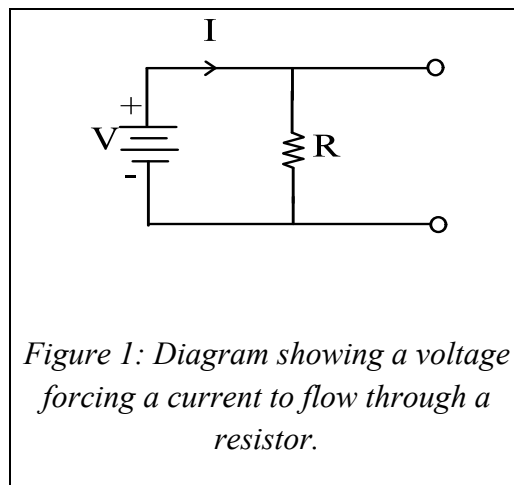 I
+
V
R
-
Figure 1: Diagram showing a voltage
forcing a current to flow through a
resistor.